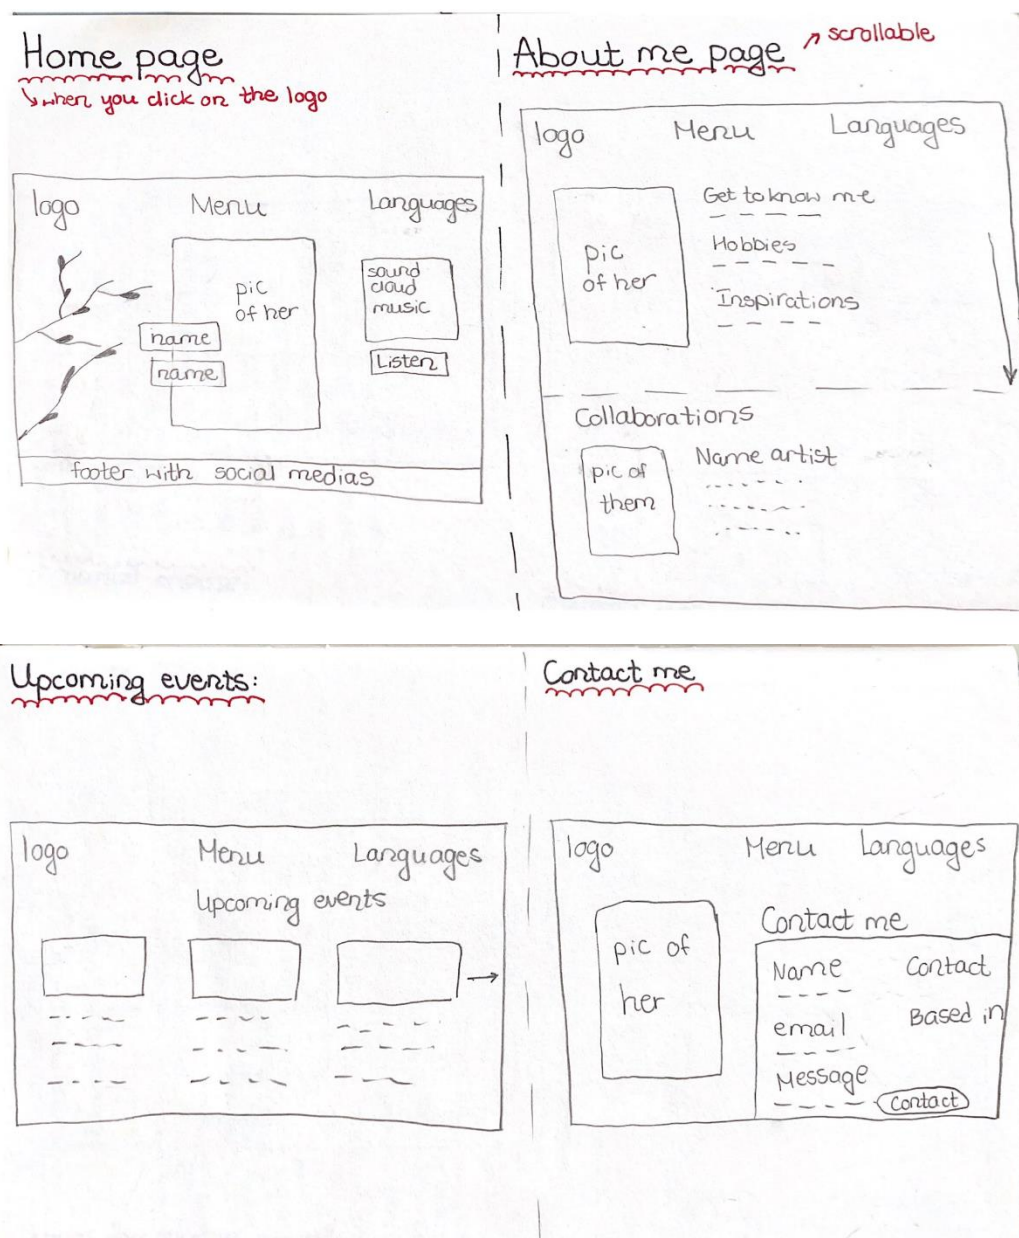 Home page
when you click on the logo
logo Menu Languages
pic
of her
sound
cloud
music
name
name
Listen
footer with social medias
About me page
scrollable
logo Menu Languages
pic
of her
Get to know me
Hobbies
Inspirations
Collaborations
pic of
them
Name artist
Upcoming events:
logo Menu Languages
Upcoming events
Contact me
logo Menu Languages
pic of
her
Contact me
Name Contact
Based in
email
Message
Contact